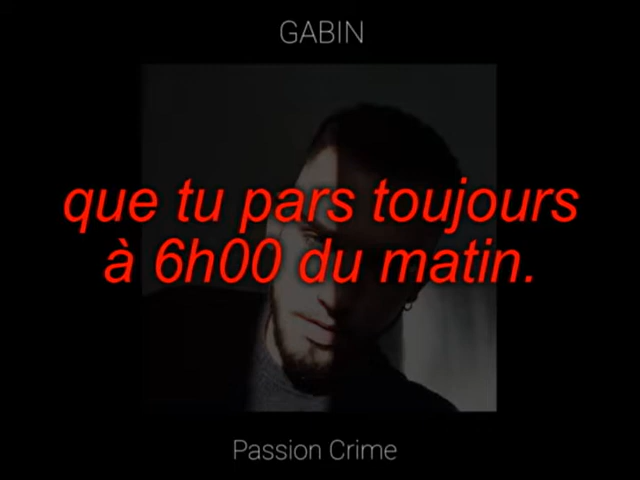 GABIN
que tu pars toujours
à 6h00 du matin.
Passion Crime